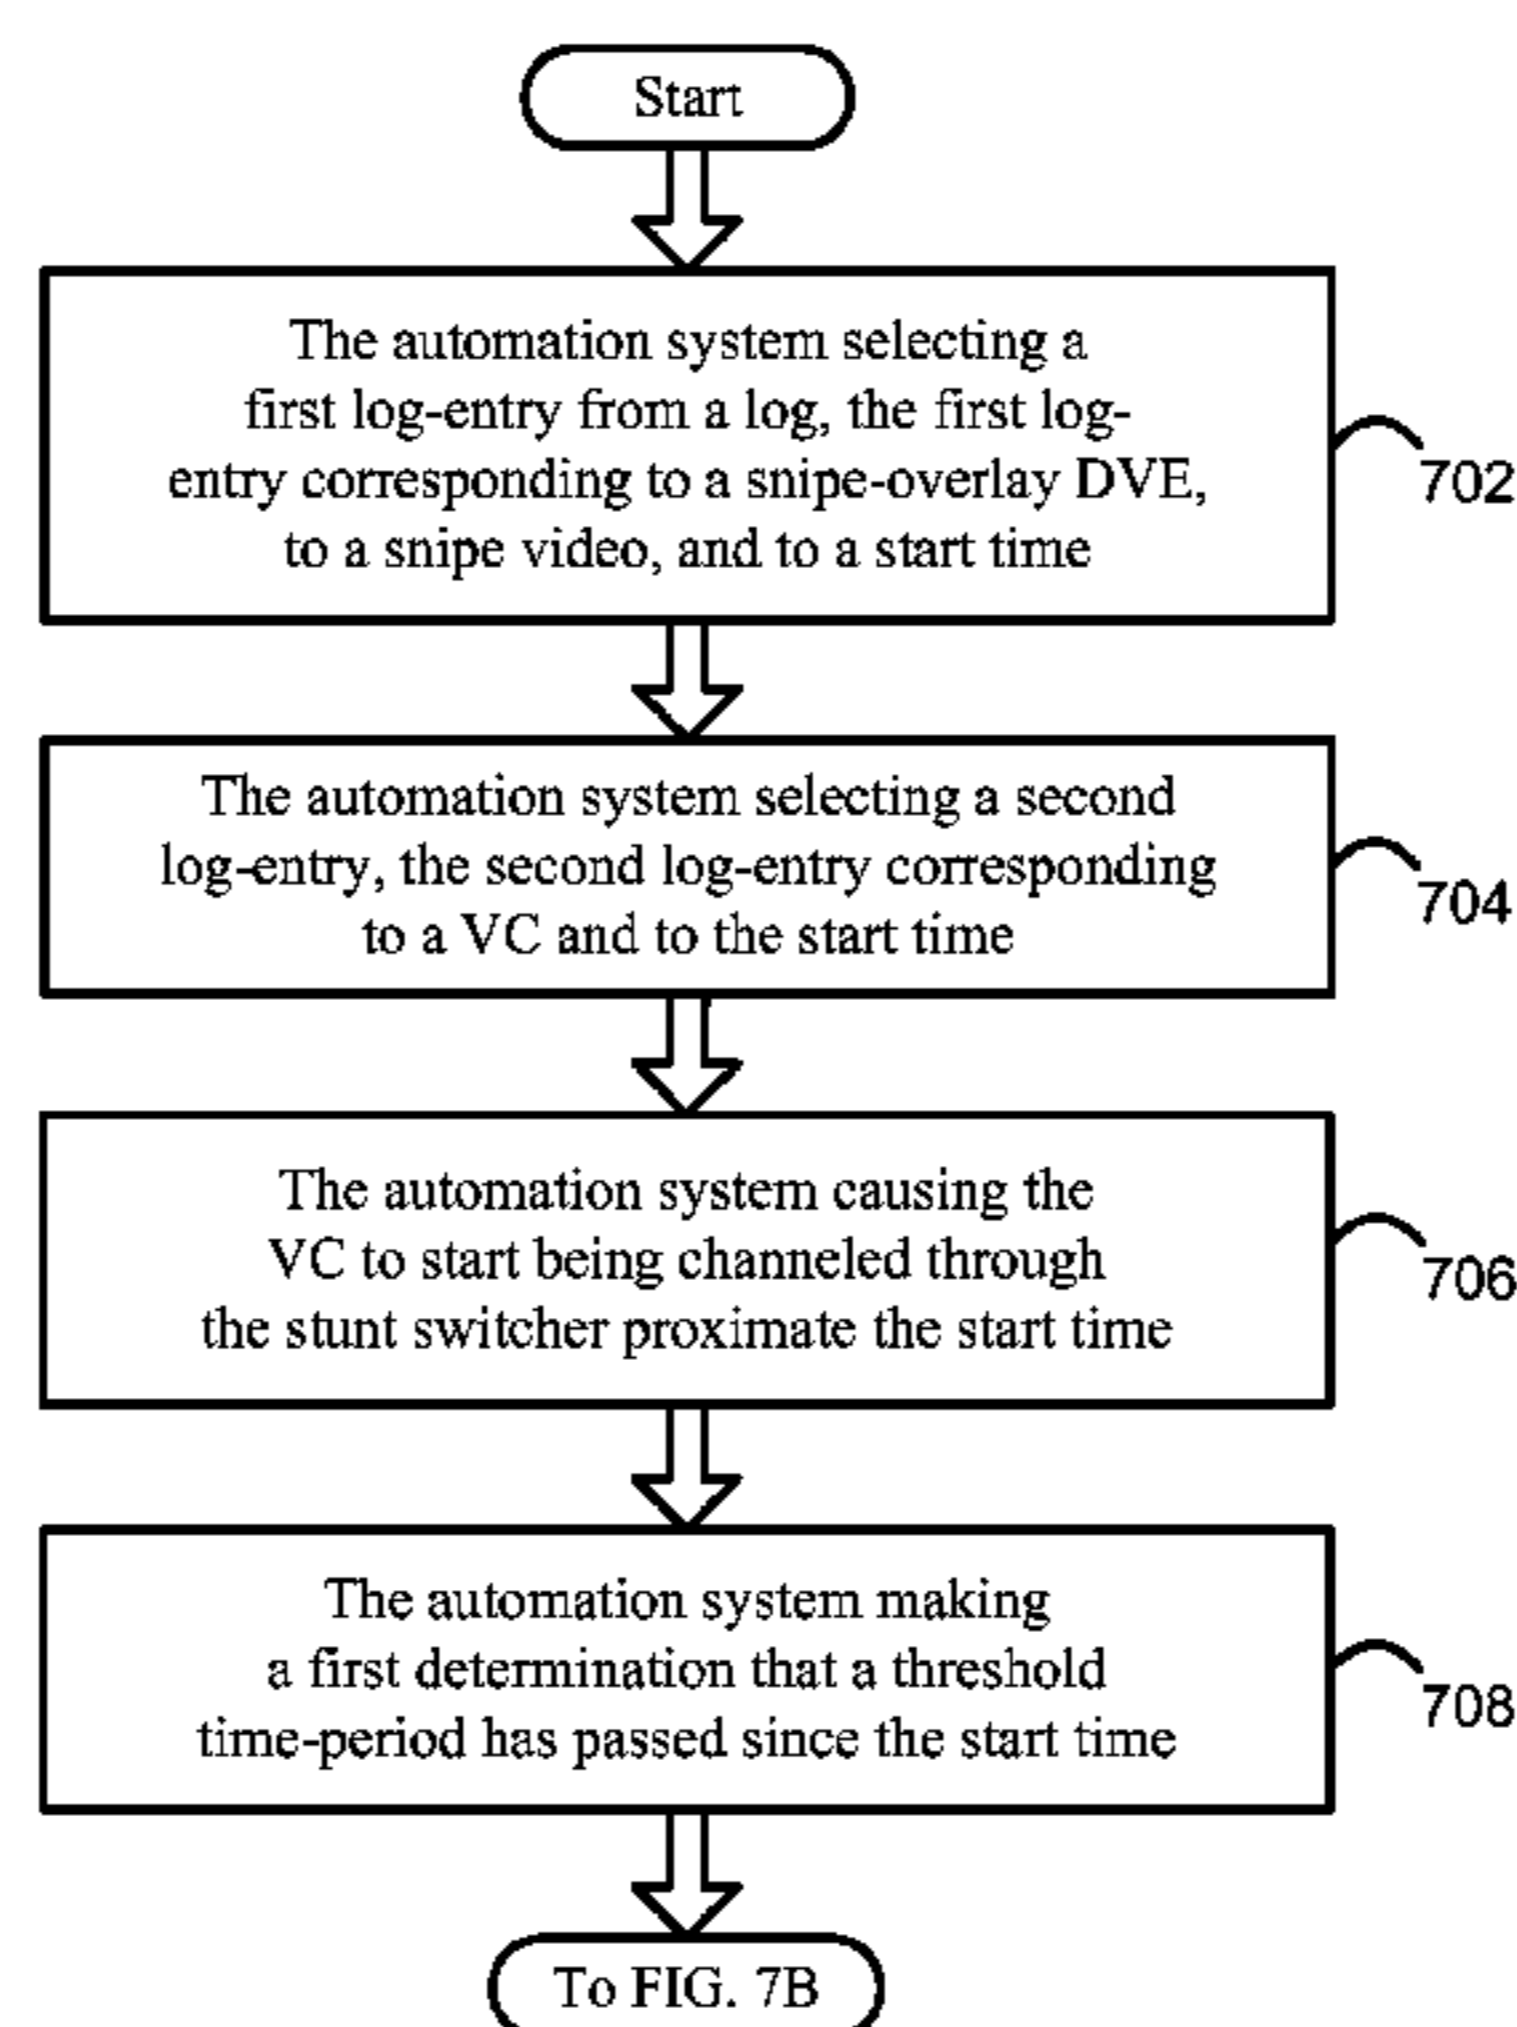 Start
The automation system selecting a
first log-entry from a log, the first log-
entry corresponding to a snipe-overlay DVE,
to a snipe video, and to a start time
702
The automation system selecting a second
log-entry, the second log-entry corresponding
to a VC and to the start time
704
The automation system causing the
VC to start being channeled through
the stunt switcher proximate the start time
706
The automation system making
a first determination that a threshold
time-period has passed since the start time
708
To FIG. 7B